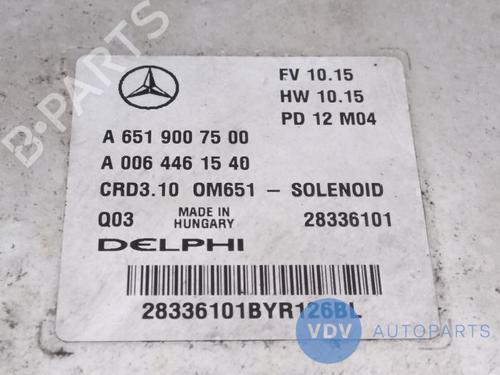 FV 10.15
HW 10.15
PD 12 M04
A 651 900 75 00
A 006 446 15 40
CRD3.10 OM651 – SOLENOID
Q03 MADE IN HUNGARY 28336101
DELPHI
28336101BYR126BL
VDV AUTOPARTS